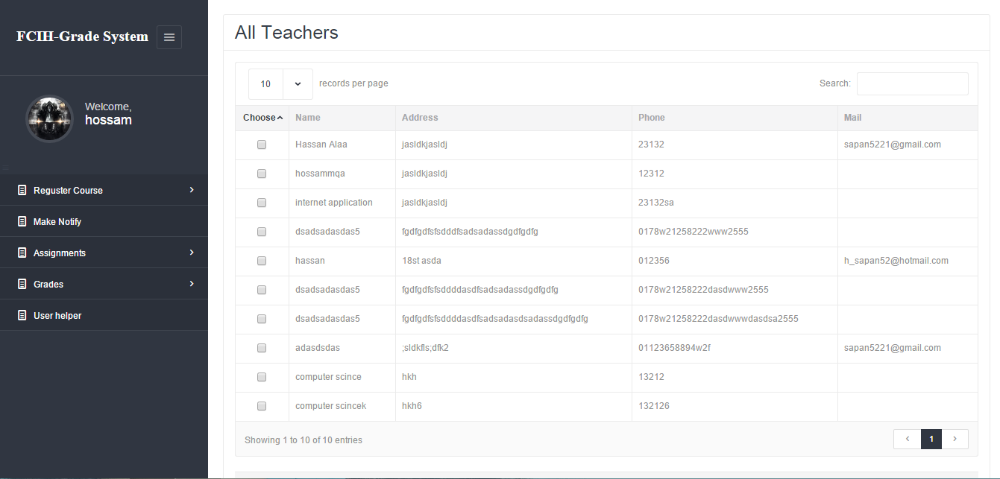 FCIH-Grade System
Welcome,
hossam
Reguster Course
Make Notify
Assignments
Grades
User helper
All Teachers
10 records per page Search:
Choose Name Address Phone Mail
Hassan Alaa jasldkjasldj 23132 sapan5221@gmail.com
hossammqa jasldkjasldj 12312
internet application jasldkjasldj 23132sa
dsadsadasdas5 fgdfgdfsfsdddfsadsadassdgdfgdfg 0178w21258222www2555
hassan 18st asda 012356 h_sapan52@hotmail.com
dsadsadasdas5 fgdfgdfsfsddddasdfsadsadassdgdfgdfg 0178w21258222dasdwww2555
dsadsadasdas5 fgdfgdfsfsddddasdfsadsadasdsadassdgdfgdfg 0178w21258222dasdwwwdasdsa2555
adasdsdas ;sldkfls;dfk2 01123658894w2f sapan5221@gmail.com
computer scince hkh 13212
computer scincek hkh6 132126
Showing 1 to 10 of 10 entries 1